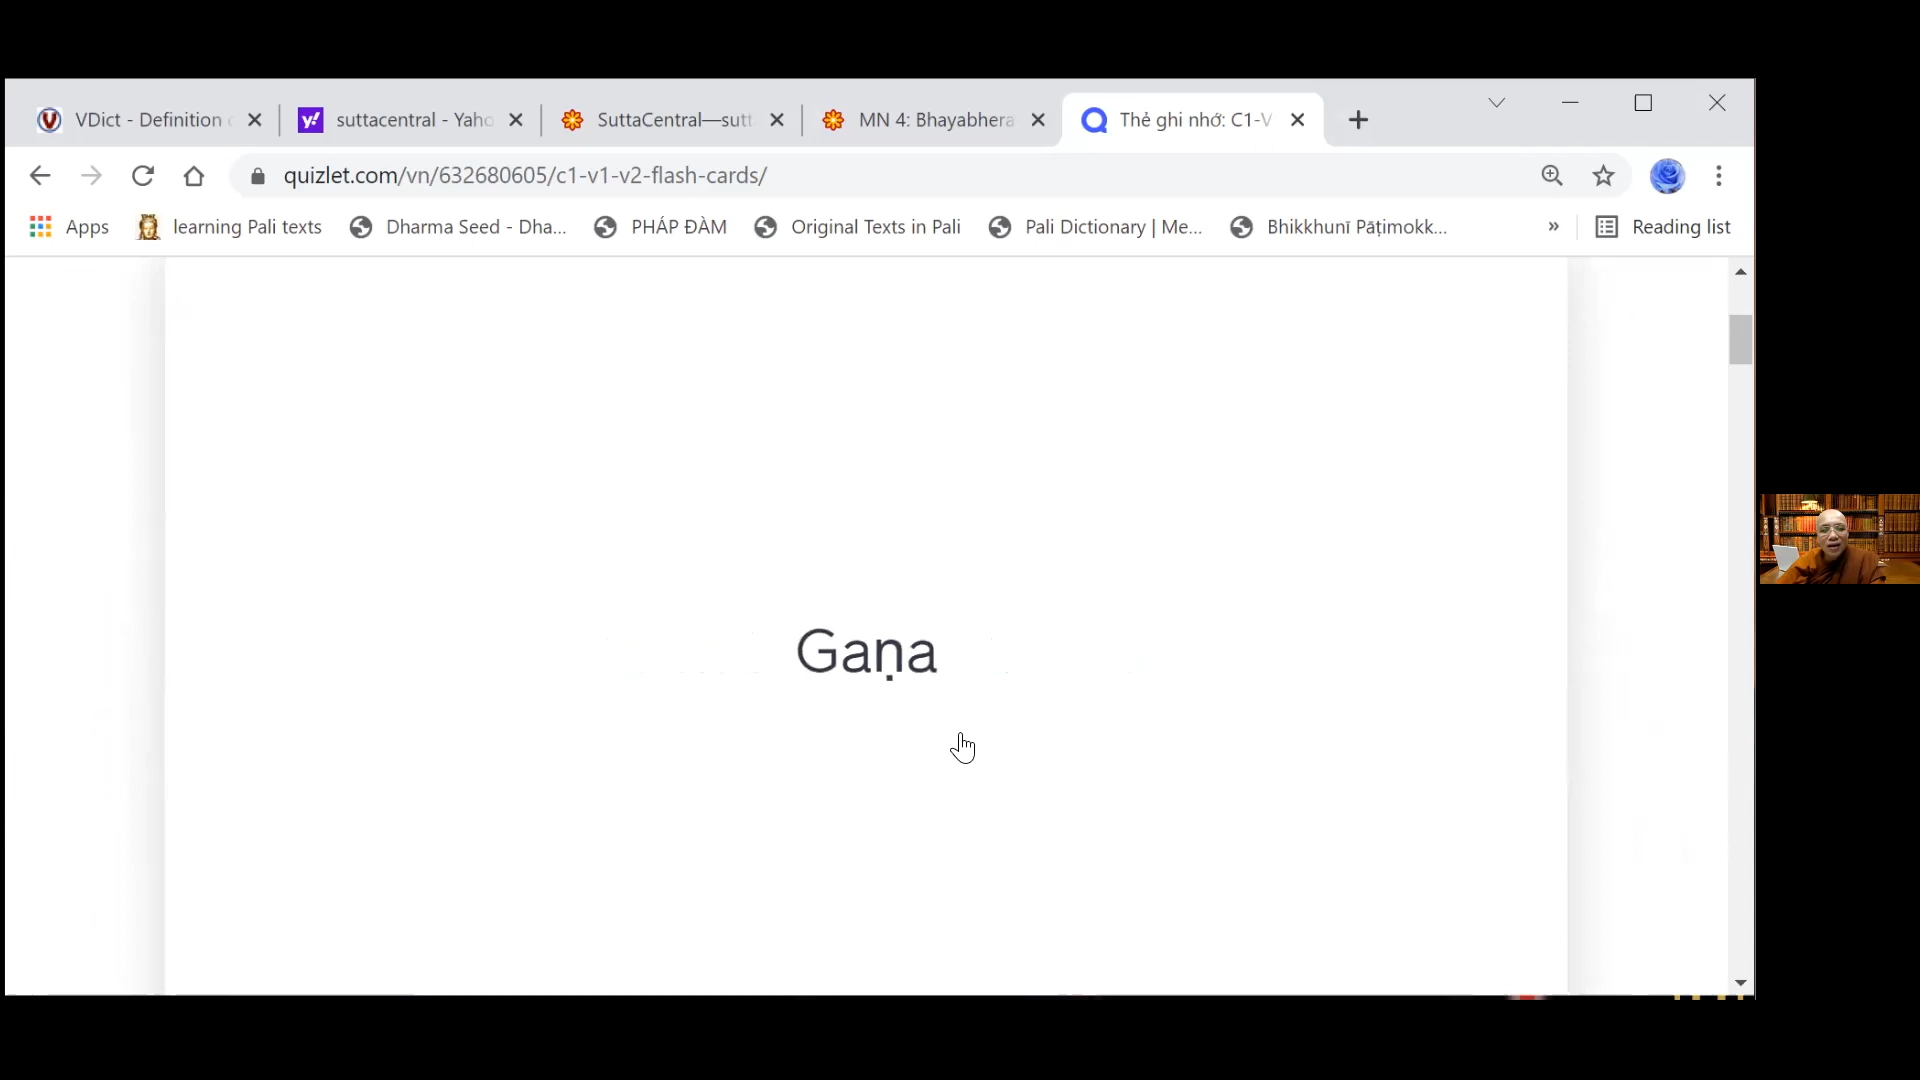 VDict - Definition
suttacentral - Yaho
SuttaCentral—sutt
MN 4: Bhayabhera
Thẻ ghi nhớ: C1-V
quizlet.com/vn/632680605/c1-v1-v2-flash-cards/
Apps
learning Pali texts
Dharma Seed - Dha...
PHÁP ĐÀM
Original Texts in Pali
Pali Dictionary | Me...
Bhikkhunī Pāṭimokk...
»
Reading list
Gaṇa